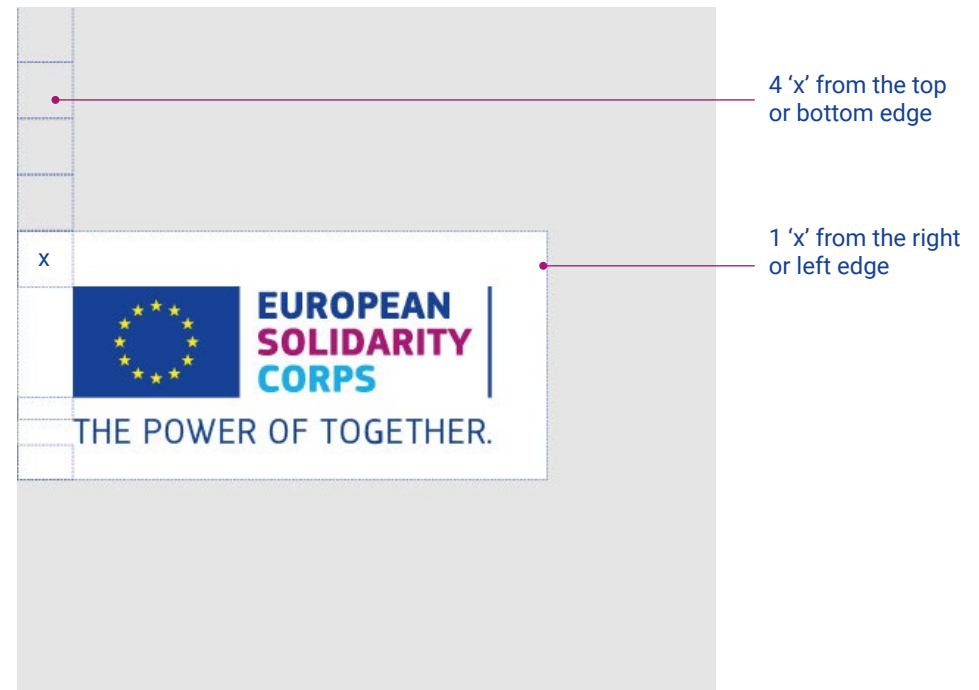 4 ‘x’ from the top
or bottom edge
1 ‘x’ from the right
or left edge
x
EUROPEAN
SOLIDARITY
CORPS
THE POWER OF TOGETHER.